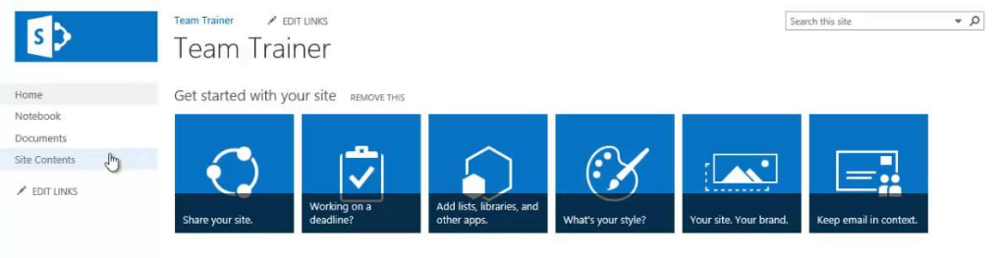 S
Team Trainer
EDIT LINKS
Search this site
Team Trainer
Home
Notebook
Documents
Site Contents
EDIT LINKS
Get started with your site
REMOVE THIS
Share your site.
Working on a
deadline?
Add lists, libraries, and
other apps.
What's your style?
Your site. Your brand.
Keep email in context.